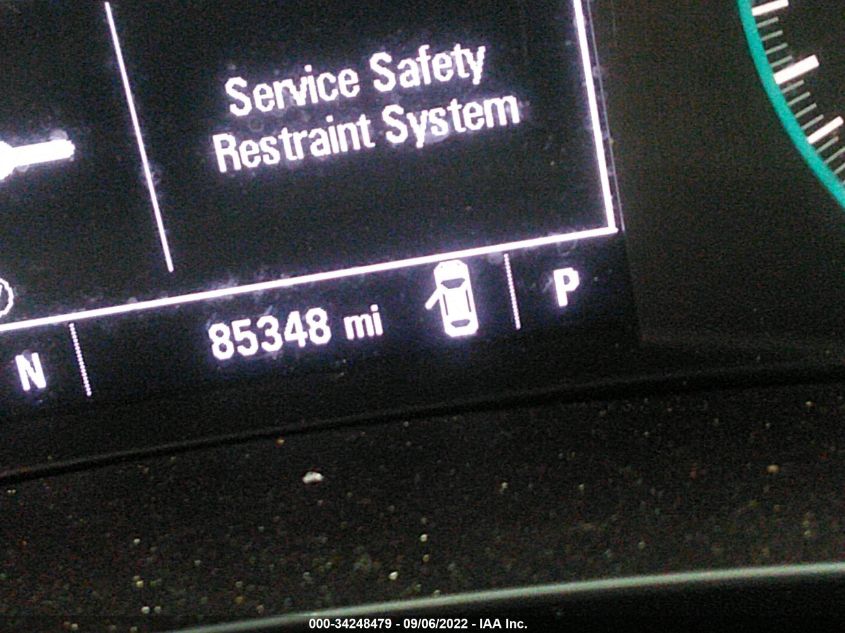 Service Safety
Restraint System
N
85348 mi
P
000-34248479 - 09/06/2022 - IAA Inc.